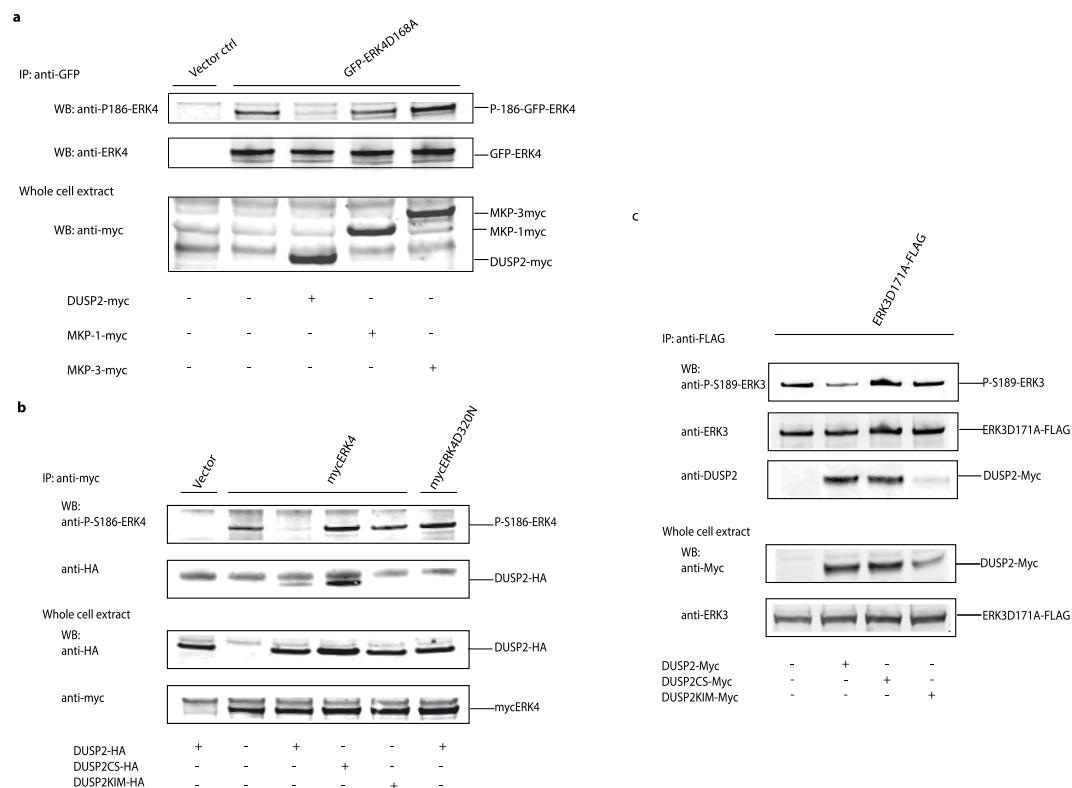 a
Vector ctrl
GFP-ERK4D168A
IP: anti-GFP
WB: anti-P186-ERK4
P-186-GFP-ERK4
WB: anti-ERK4
GFP-ERK4
Whole cell extract
WB: anti-myc
MKP-3myc
MKP-1myc
DUSP2-myc
DUSP2-myc - - + - -
MKP-1-myc - - - + -
MKP-3-myc - - - - +
b
Vector
mycERK4
mycERK4D320N
IP: anti-myc
WB:
anti-P-S186-ERK4
P-S186-ERK4
anti-HA
DUSP2-HA
Whole cell extract
WB:
anti-HA
DUSP2-HA
anti-myc
mycERK4
DUSP2-HA + - + - - +
DUSP2CS-HA - - - + - -
DUSP2KIM-HA - - - - + -
c
ERK3D171A-FLAG
IP: anti-FLAG
WB:
anti-P-S189-ERK3
P-S189-ERK3
anti-ERK3
ERK3D171A-FLAG
anti-DUSP2
DUSP2-Myc
Whole cell extract
WB:
anti-Myc
DUSP2-Myc
anti-ERK3
ERK3D171A-FLAG
DUSP2-Myc - + - -
DUSP2CS-Myc - - + -
DUSP2KIM-Myc - - - +